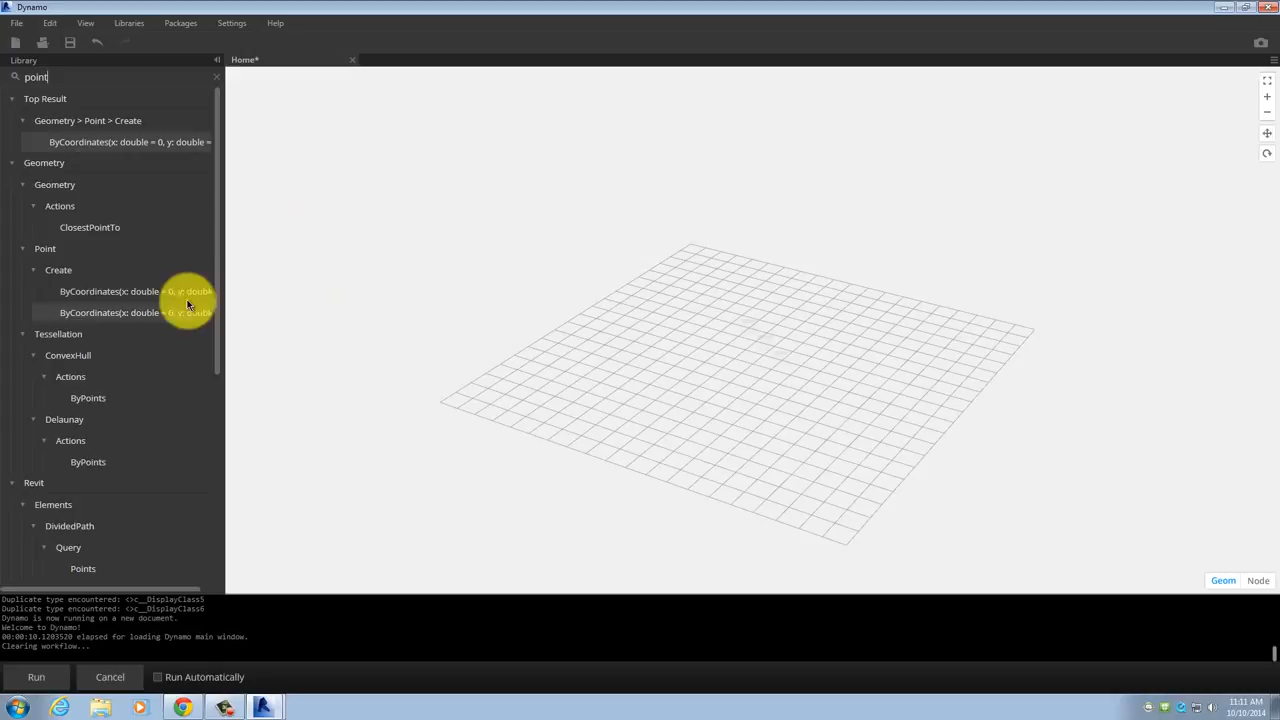 Dynamo
File Edit View Libraries Packages Settings Help
Library
Home*
point
Top Result
Geometry > Point > Create
ByCoordinates(x: double = 0, y: double =
Geometry
Geometry
Actions
ClosestPointTo
Point
Create
ByCoordinates(x: double = 0, y: double
ByCoordinates(x: double = 0, y: double
Tessellation
ConvexHull
Actions
ByPoints
Delaunay
Actions
ByPoints
Revit
Elements
DividedPath
Query
Points
Geom Node
Duplicate type encountered: <>c__DisplayClass5
Duplicate type encountered: <>c__DisplayClass6
Dynamo is now running on a new document.
Welcome to Dynamo!
00:00:10.1203520 elapsed for loading Dynamo main window.
Clearing workflow...
Run Cancel Run Automatically
11:11 AM
10/10/2014